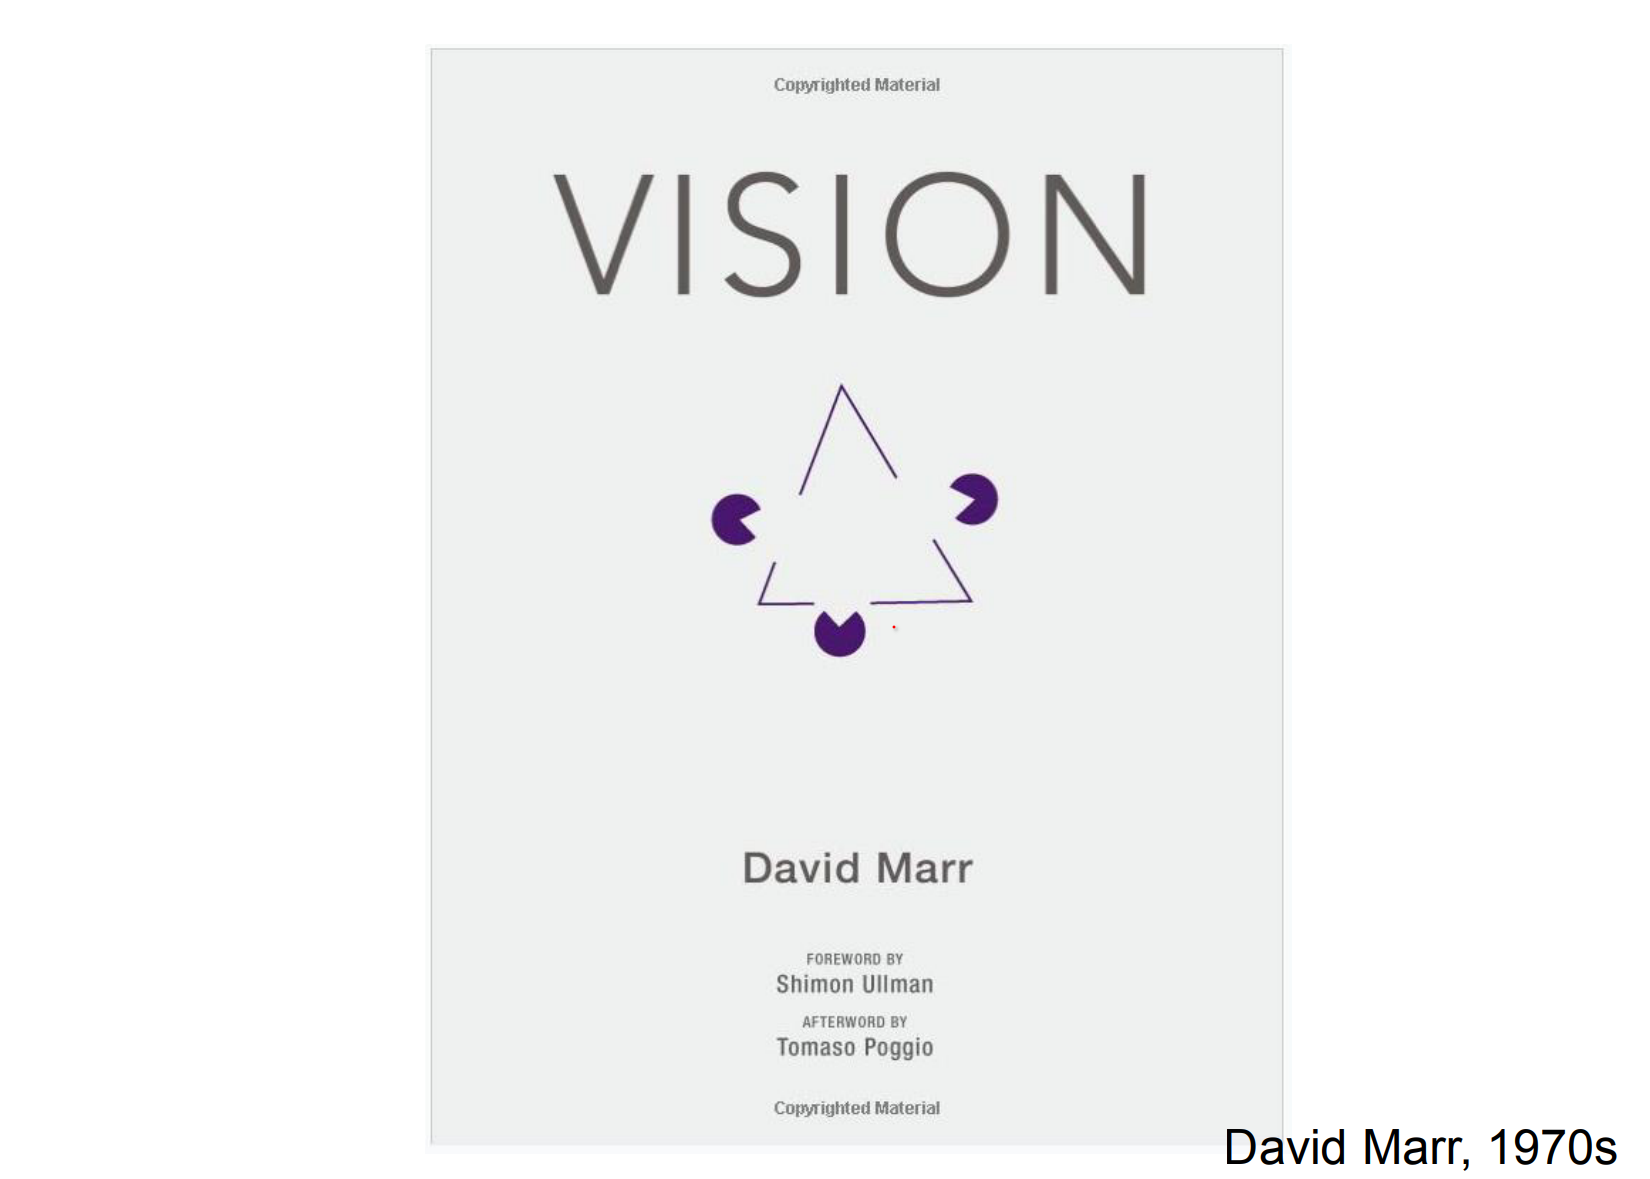 Copyrighted Material
VISION
David Marr
FOREWORD BY
Shimon Ullman
AFTERWORD BY
Tomaso Poggio
Copyrighted Material
David Marr, 1970s